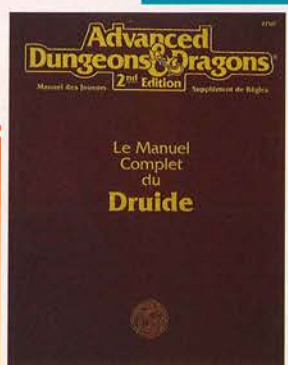 Advanced
Dungeons & Dragons®
2nd Edition
Manuel des Joueurs
Supplément de Règles
Le Manuel
Complet
du
Druide